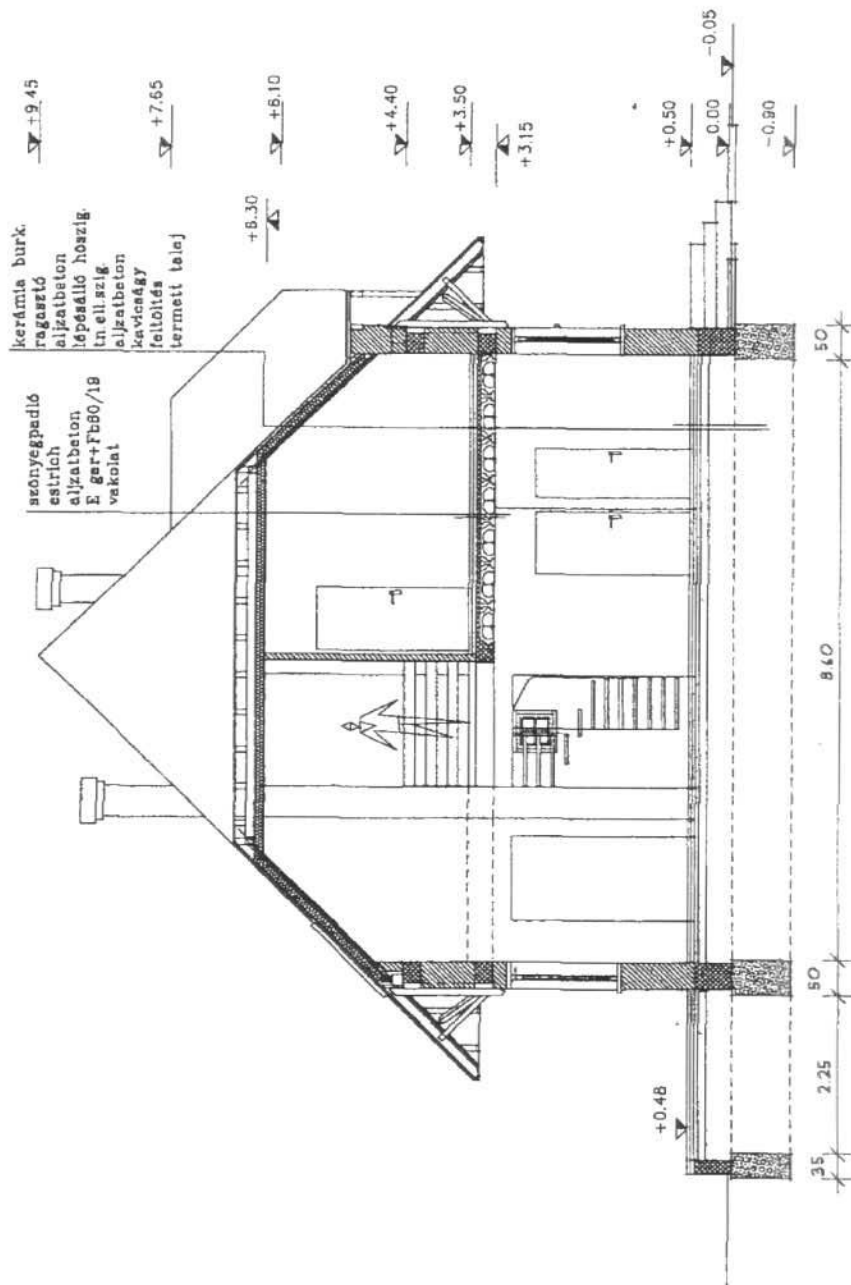 kerámia burk.
ragasztó
aljzatbeton
lépésálló hőszig.
tn.ell.szig.
aljzatbeton
kavicságy
feltöltés
termett talaj
szőnyegpadló
estrich
aljzatbeton
E ger+Fb60/19
vakolat
+9.45
+7.65
+6.10
+6.30
+4.40
+3.50
+3.15
+0.50
0.00
-0.05
-0.90
+0.48
35
2.25
50
8.60
50